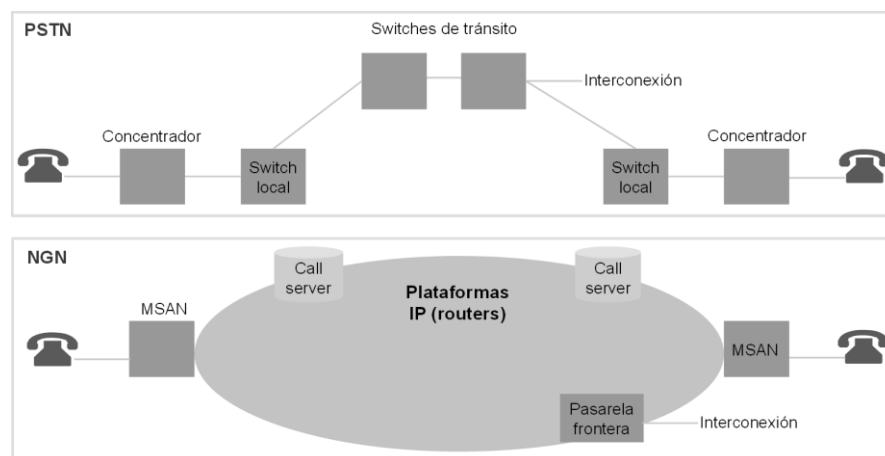 PSTN
Switches de tránsito
Interconexión
Concentrador
Concentrador
Switch
local
Switch
local
NGN
Call
server
Call
server
Plataformas
IP (routers)
MSAN
MSAN
Pasarela
frontera
Interconexión